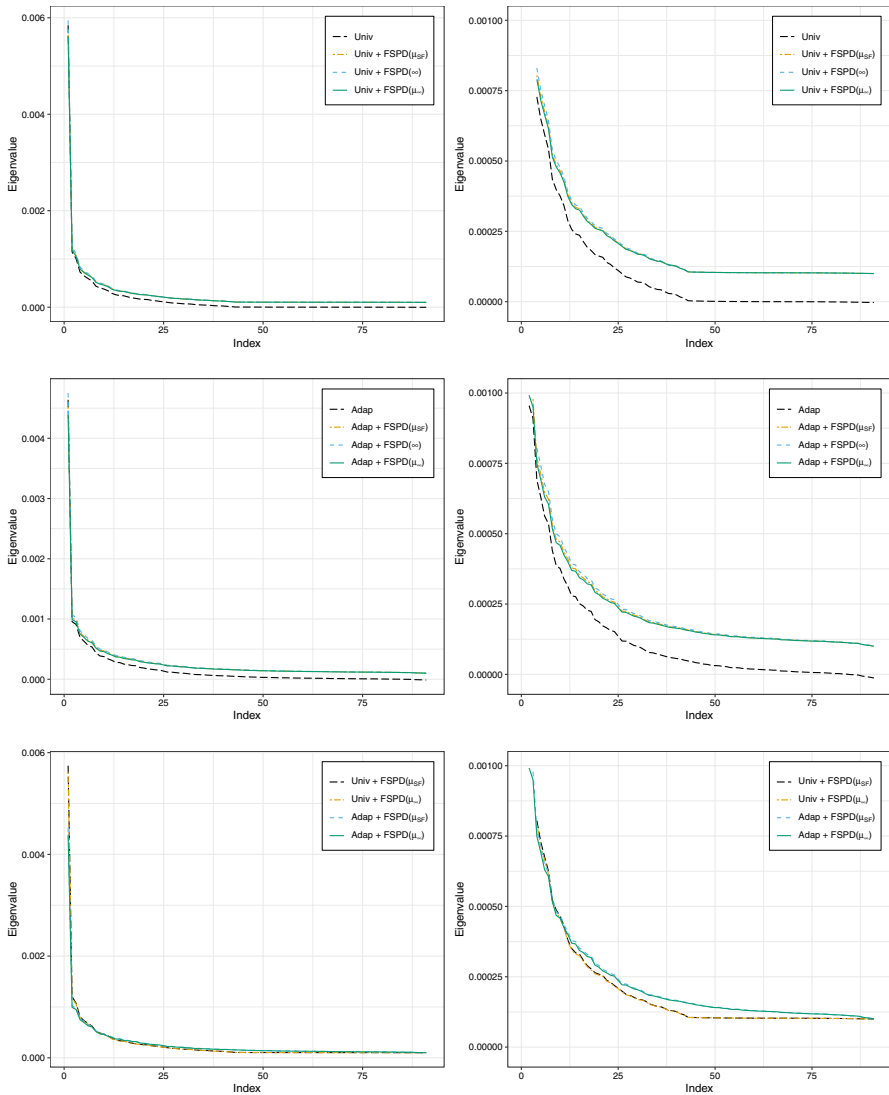 0.006
0.004
0.002
0.000
Eigenvalue
0
25
50
75
Index
Univ
Univ + FSPD(μSF)
Univ + FSPD(∞)
Univ + FSPD(μ∞)
0.00100
0.00075
0.00050
0.00025
0.00000
Eigenvalue
0
25
50
75
Index
Univ
Univ + FSPD(μSF)
Univ + FSPD(∞)
Univ + FSPD(μ∞)
0.004
0.003
0.002
0.001
0.000
Eigenvalue
0
25
50
75
Index
Adap
Adap + FSPD(μSF)
Adap + FSPD(∞)
Adap + FSPD(μ∞)
0.00100
0.00075
0.00050
0.00025
0.00000
Eigenvalue
0
25
50
75
Index
Adap
Adap + FSPD(μSF)
Adap + FSPD(∞)
Adap + FSPD(μ∞)
0.006
0.004
0.002
0.000
Eigenvalue
0
25
50
75
Index
Univ + FSPD(μSF)
Univ + FSPD(μ∞)
Adap + FSPD(μSF)
Adap + FSPD(μ∞)
0.00100
0.00075
0.00050
0.00025
0.00000
Eigenvalue
0
25
50
75
Index
Univ + FSPD(μSF)
Univ + FSPD(μ∞)
Adap + FSPD(μSF)
Adap + FSPD(μ∞)